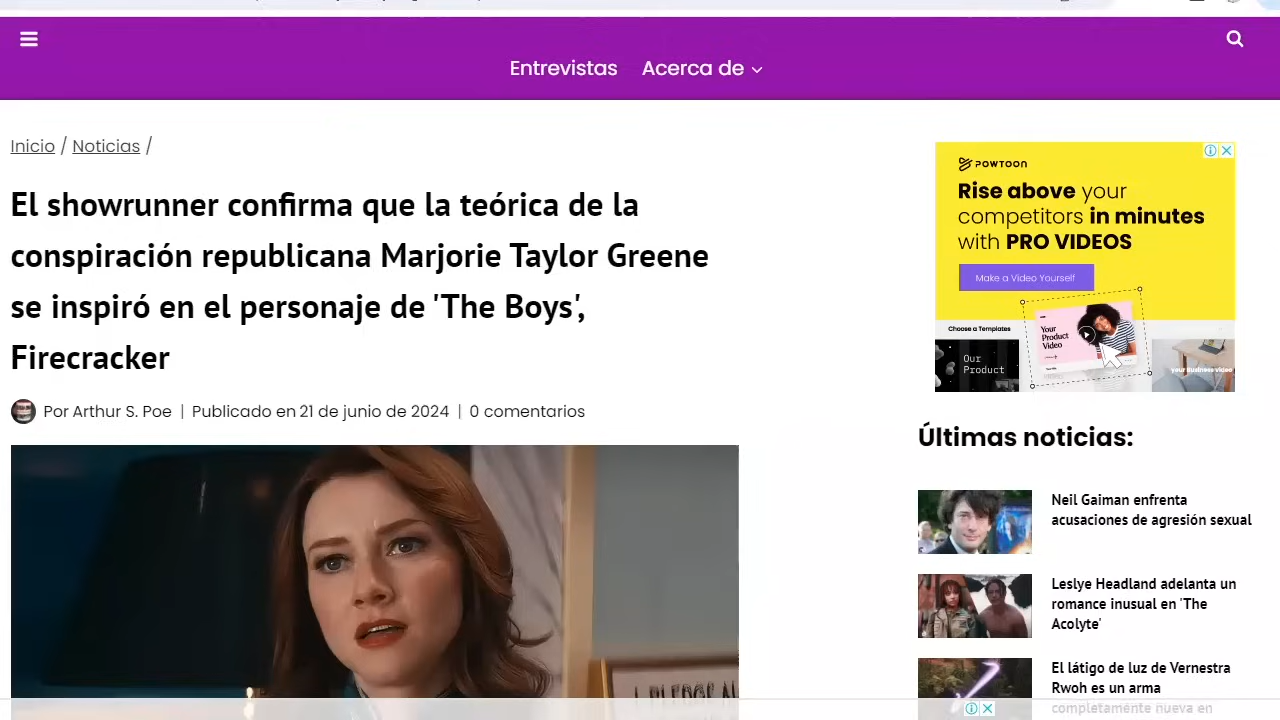 Entrevistas Acerca de
Inicio / Noticias /
El showrunner confirma que la teórica de la
conspiración republicana Marjorie Taylor Greene
se inspiró en el personaje de 'The Boys',
Firecracker
Por Arthur S. Poe | Publicado en 21 de junio de 2024 | 0 comentarios
POWTOON
Rise above your
competitors in minutes
with PRO VIDEOS
Make a Video Yourself
Choose a Templates
Our
Product
Your
Product
Video
your business video
Últimas noticias:
Neil Gaiman enfrenta
acusaciones de agresión sexual
Leslye Headland adelanta un
romance inusual en 'The
Acolyte'
El látigo de luz de Vernestra
Rwoh es un arma
completamente nueva en